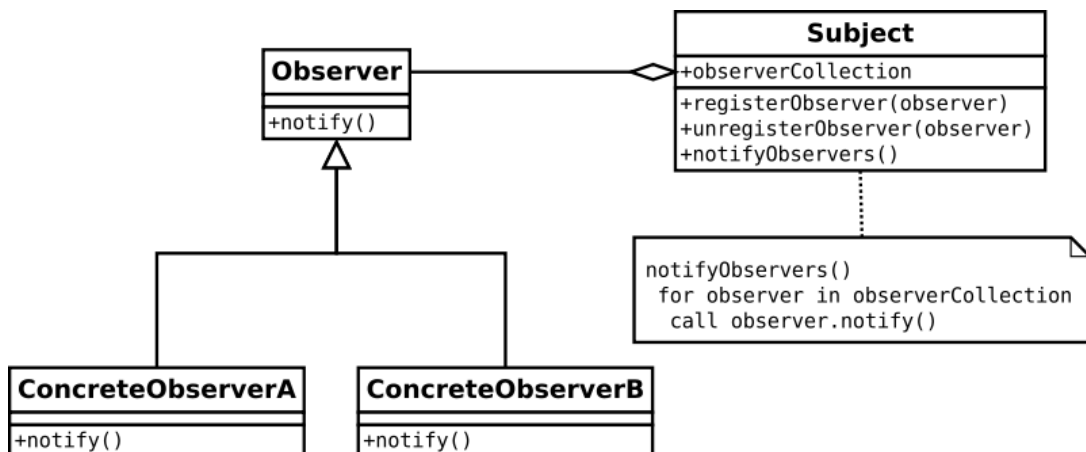 Observer
+notify()
Subject
+observerCollection
+registerObserver(observer)
+unregisterObserver(observer)
+notifyObservers()
notifyObservers()
for observer in observerCollection
call observer.notify()
ConcreteObserverA
+notify()
ConcreteObserverB
+notify()